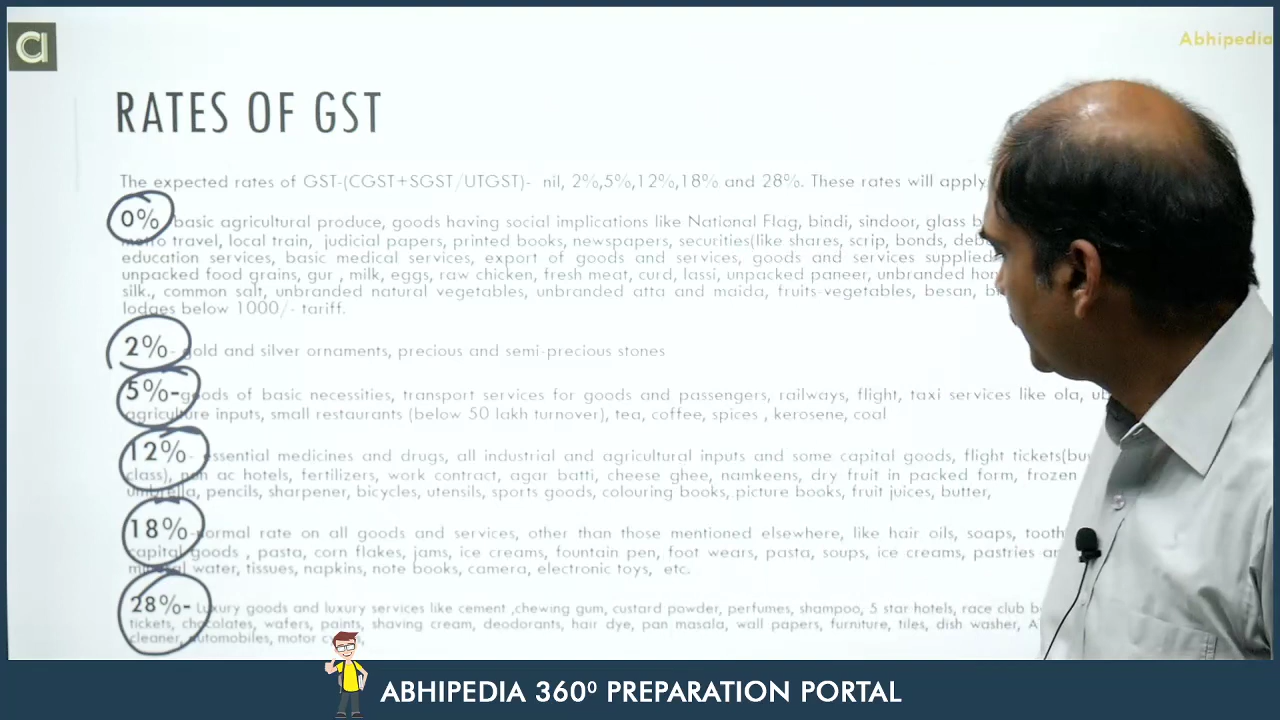 a
Abhipedia
RATES OF GST
The expected rates of GST-(CGST+SGST/UTGST)- nil, 2%,5%,12%,18% and 28%. These rates will apply
0% basic agricultural produce, goods having social implications like National Flag, bindi, sindoor, glass
metro travel, local train, judicial papers, printed books, newspapers, securities(like shares, scrip, bonds,
education services, basic medical services, export of goods and services, goods and services supplied
unpacked food grains, gur , milk, eggs, raw chicken, fresh meat, curd, lassi, unpacked paneer, unbranded
silk., common salt, unbranded natural vegetables, unbranded atta and maida, fruits-vegetables, besan,
lodges below 1000/- tariff.
2%- gold and silver ornaments, precious and semi-precious stones
5%-goods of basic necessities, transport services for goods and passengers, railways, flight, taxi services like ola,
agriculture inputs, small restaurants (below 50 lakh turnover), tea, coffee, spices , kerosene, coal
12%- essential medicines and drugs, all industrial and agricultural inputs and some capital goods, flight
class), non ac hotels, fertilizers, work contract, agar batti, cheese ghee, namkeens, dry fruit in packed form, frozen
umbrella, pencils, sharpener, bicycles, utensils, sports goods, colouring books, picture books, fruit juices, butter,
18%-normal rate on all goods and services, other than those mentioned elsewhere, like hair oils, soaps,
capital goods , pasta, corn flakes, jams, ice creams, fountain pen, foot wears, pasta, soups, ice creams, pastries
mineral water, tissues, napkins, note books, camera, electronic toys, etc.
28%- Luxury goods and luxury services like cement ,chewing gum, custard powder, perfumes, shampoo, 5 star hotels, race club
tickets, chocolates, wafers, paints, shaving cream, deodorants, hair dye, pan masala, wall papers, furniture, tiles, dish washer,
cleaner, automobiles, motor
ABHIPEDIA 360⁰ PREPARATION PORTAL